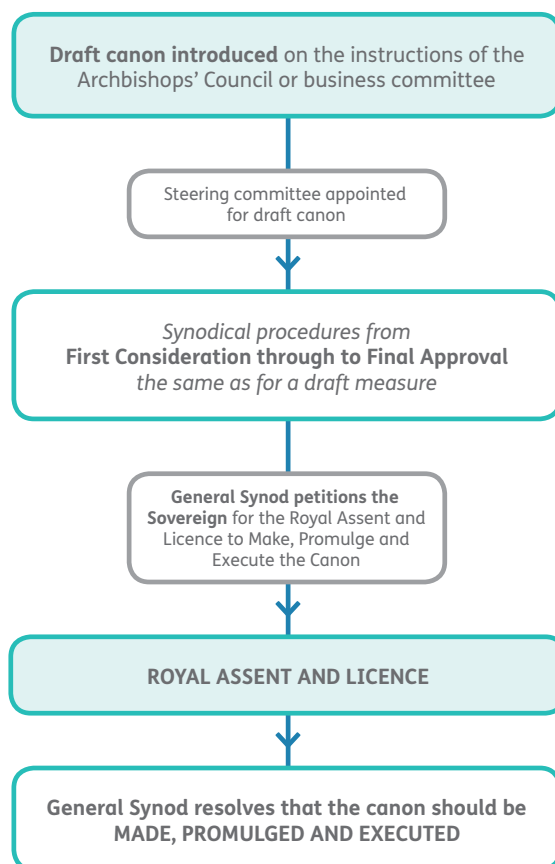 Draft canon introduced on the instructions of the
Archbishops’ Council or business committee
Steering committee appointed
for draft canon
Synodical procedures from
First Consideration through to Final Approval
the same as for a draft measure
General Synod petitions the
Sovereign for the Royal Assent and
Licence to Make, Promulge and
Execute the Canon
ROYAL ASSENT AND LICENCE
General Synod resolves that the canon should be
MADE, PROMULGED AND EXECUTED